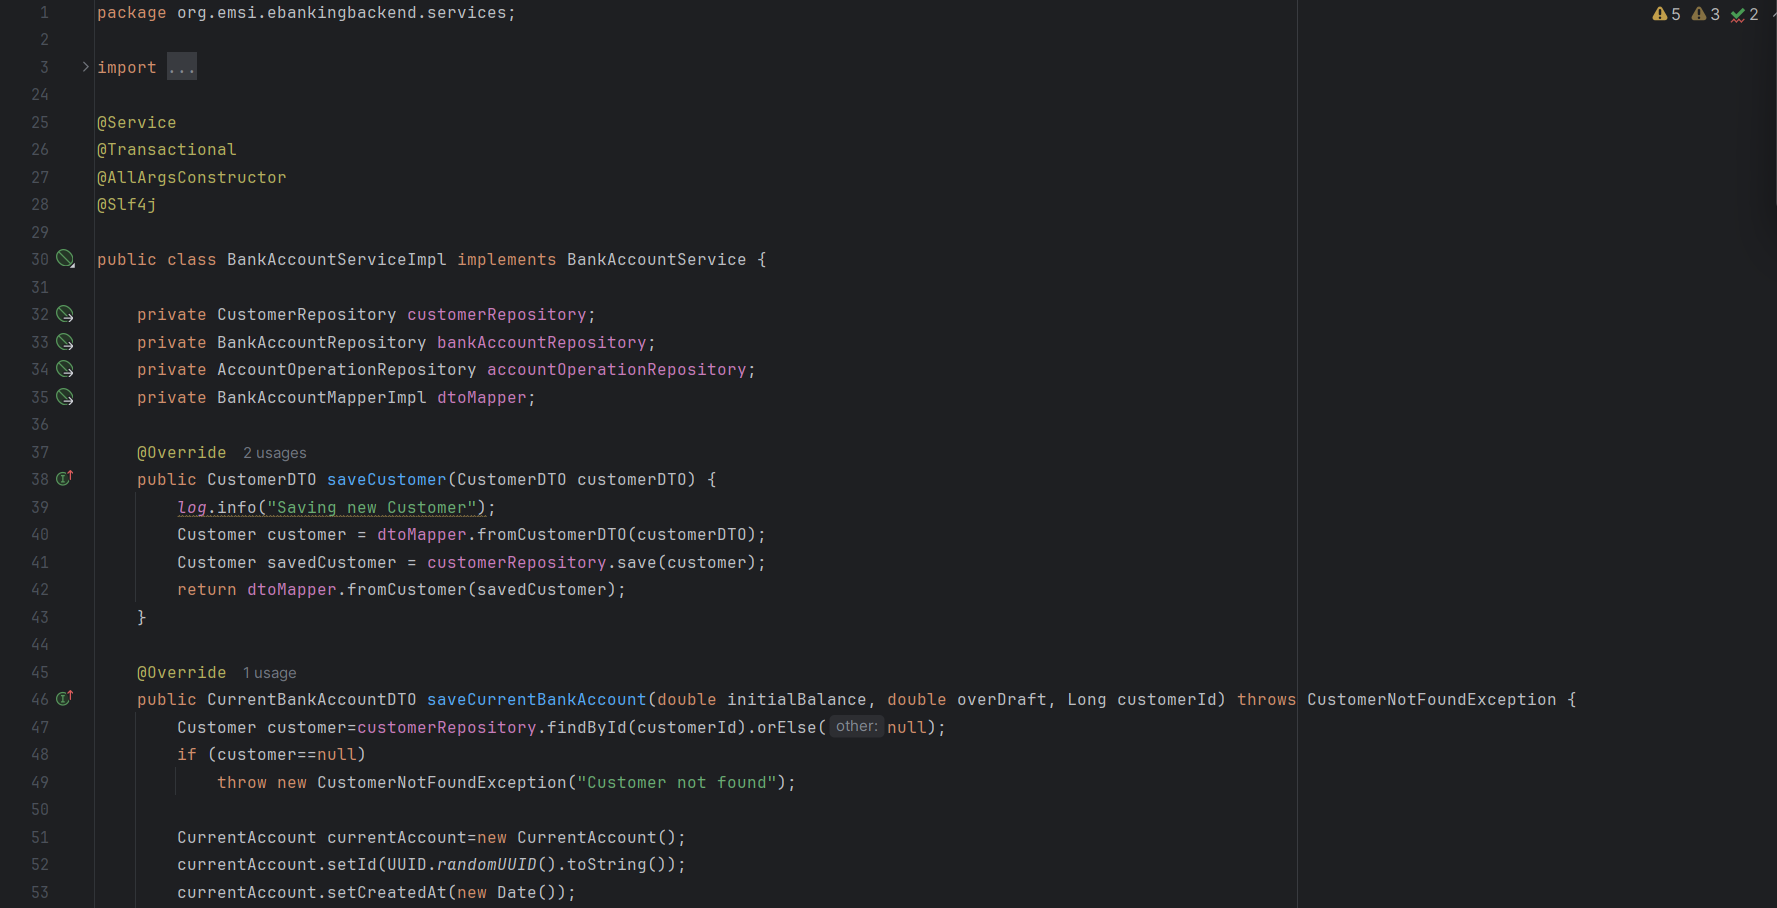 1 package org.emsi.ebankingbackend.services; 5 3 2
2
3 import ...
24
25 @Service
26 @Transactional
27 @AllArgsConstructor
28 @Slf4j
29
30 public class BankAccountServiceImpl implements BankAccountService {
31
32 private CustomerRepository customerRepository;
33 private BankAccountRepository bankAccountRepository;
34 private AccountOperationRepository accountOperationRepository;
35 private BankAccountMapperImpl dtoMapper;
36
37 @Override 2 usages
38 public CustomerDTO saveCustomer(CustomerDTO customerDTO) {
39 log.info("Saving new Customer");
40 Customer customer = dtoMapper.fromCustomerDTO(customerDTO);
41 Customer savedCustomer = customerRepository.save(customer);
42 return dtoMapper.fromCustomer(savedCustomer);
43 }
44
45 @Override 1 usage
46 public CurrentBankAccountDTO saveCurrentBankAccount(double initialBalance, double overDraft, Long customerId) throws CustomerNotFoundException {
47 Customer customer=customerRepository.findById(customerId).orElse( other: null);
48 if (customer==null)
49 throw new CustomerNotFoundException("Customer not found");
50
51 CurrentAccount currentAccount=new CurrentAccount();
52 currentAccount.setId(UUID.randomUUID().toString());
53 currentAccount.setCreatedAt(new Date());